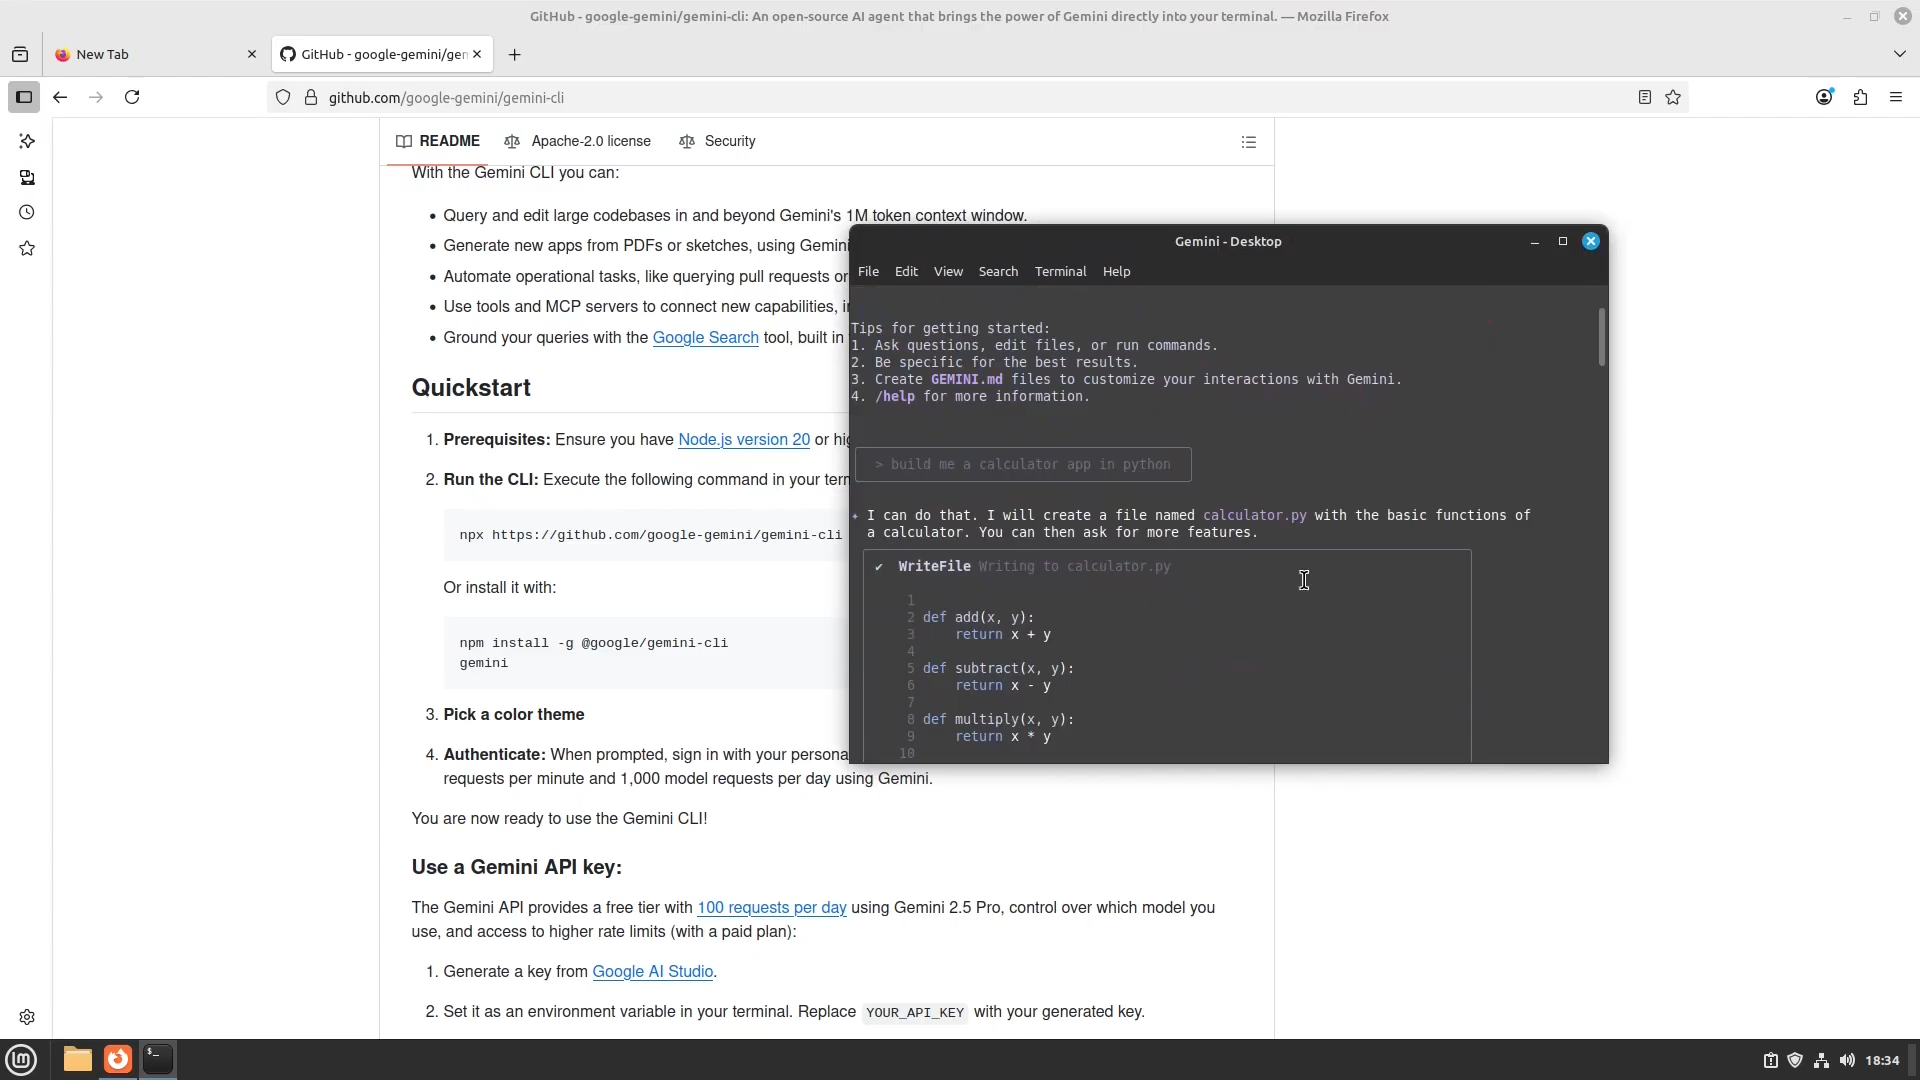 GitHub - google-gemini/gemini-cli: An open-source AI agent that brings the power of Gemini directly into your terminal. — Mozilla Firefox
New Tab
GitHub - google-gemini/gen
github.com/google-gemini/gemini-cli
README
Apache-2.0 license
Security
With the Gemini CLI you can:
Query and edit large codebases in and beyond Gemini's 1M token context window.
Generate new apps from PDFs or sketches, using Gemini
Automate operational tasks, like querying pull requests or
Use tools and MCP servers to connect new capabilities, in
Ground your queries with the Google Search tool, built in
Quickstart
1. Prerequisites: Ensure you have Node.js version 20 or hig
2. Run the CLI: Execute the following command in your term
npx https://github.com/google-gemini/gemini-cli
Or install it with:
npm install -g @google/gemini-cli
gemini
3. Pick a color theme
4. Authenticate: When prompted, sign in with your persona
requests per minute and 1,000 model requests per day using Gemini.
You are now ready to use the Gemini CLI!
Use a Gemini API key:
The Gemini API provides a free tier with 100 requests per day using Gemini 2.5 Pro, control over which model you
use, and access to higher rate limits (with a paid plan):
1. Generate a key from Google AI Studio.
2. Set it as an environment variable in your terminal. Replace YOUR_API_KEY with your generated key.
Gemini - Desktop
File Edit View Search Terminal Help
Tips for getting started:
1. Ask questions, edit files, or run commands.
2. Be specific for the best results.
3. Create GEMINI.md files to customize your interactions with Gemini.
4. /help for more information.
> build me a calculator app in python
✦ I can do that. I will create a file named calculator.py with the basic functions of
a calculator. You can then ask for more features.
✔ WriteFile Writing to calculator.py
1
2 def add(x, y):
3     return x + y
4
5 def subtract(x, y):
6     return x - y
7
8 def multiply(x, y):
9     return x * y
10
18:34